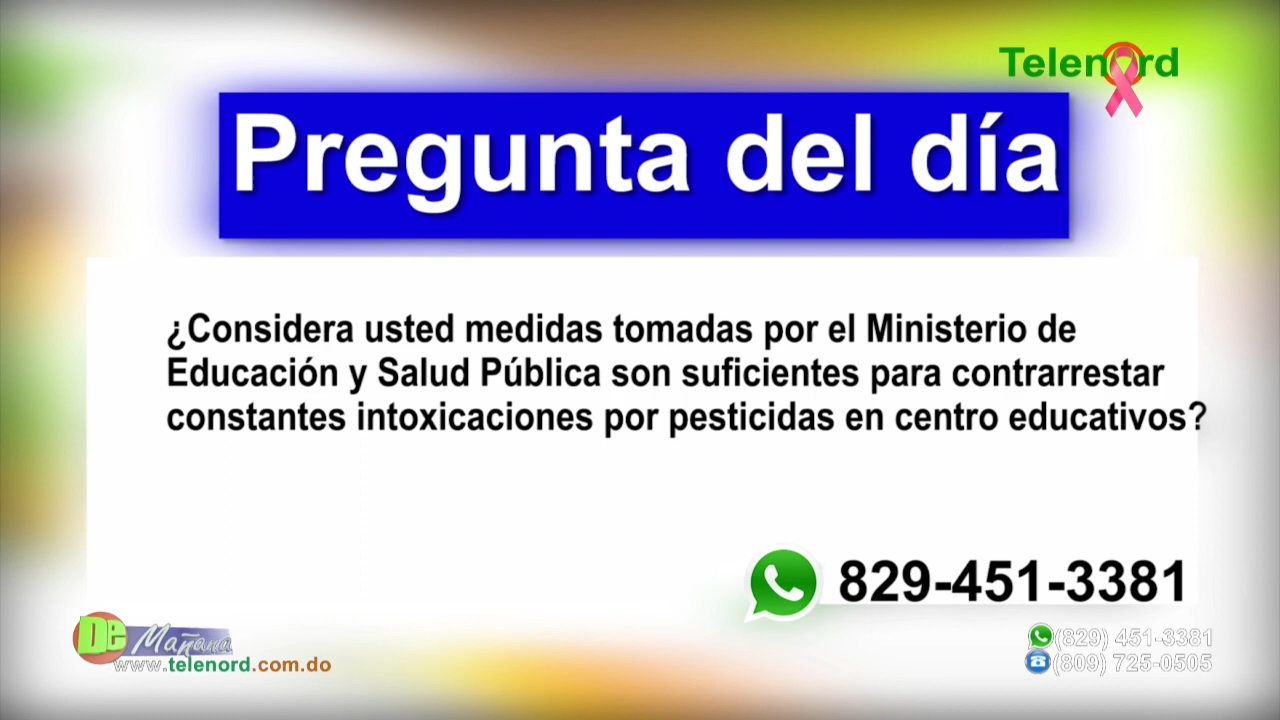 Telenord
Pregunta del día
¿Considera usted medidas tomadas por el Ministerio de
Educación y Salud Pública son suficientes para contrarrestar
constantes intoxicaciones por pesticidas en centro educativos?
829-451-3381
De Mañana
www.telenord.com.do
(829) 451-3381
(809) 725-0505